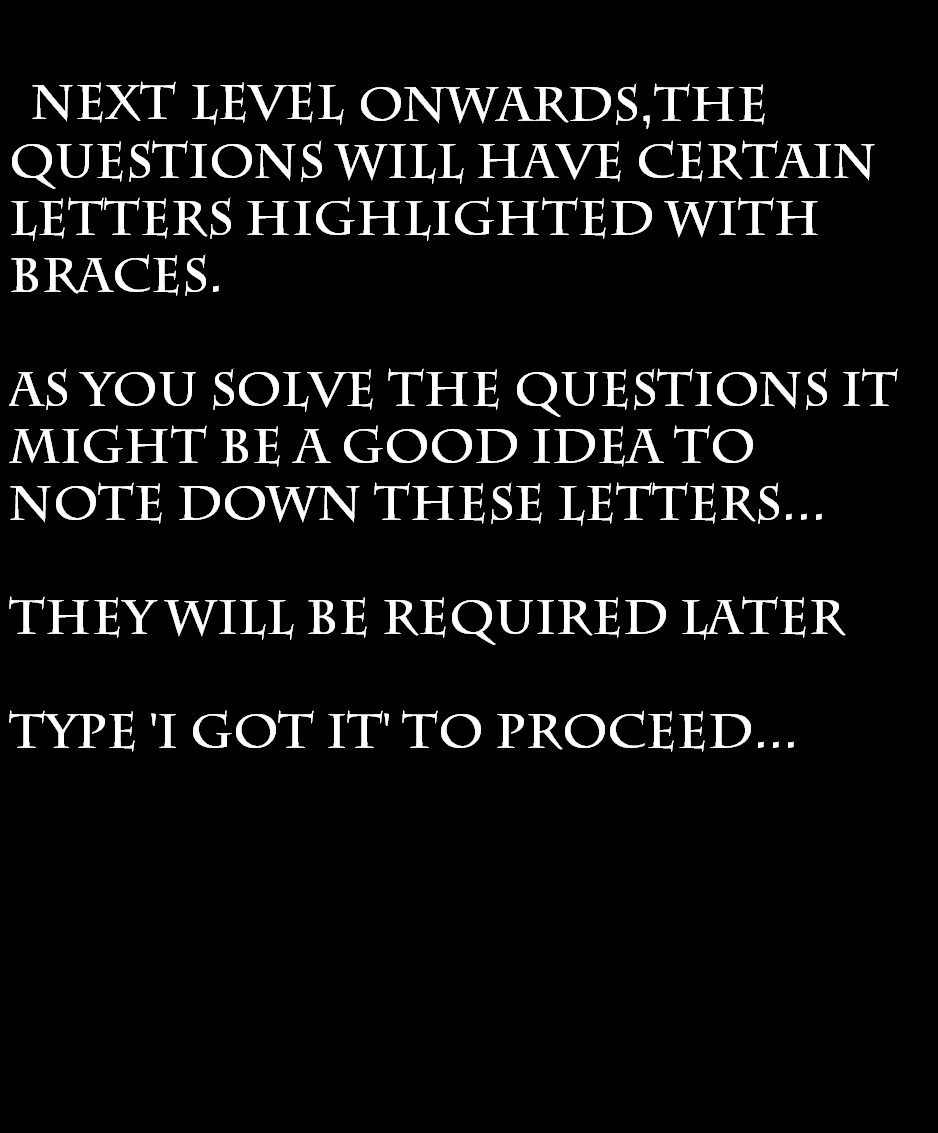 NEXT LEVEL ONWARDS,THE
QUESTIONS WILL HAVE CERTAIN
LETTERS HIGHLIGHTED WITH
BRACES.
AS YOU SOLVE THE QUESTIONS IT
MIGHT BE A GOOD IDEA TO
NOTE DOWN THESE LETTERS...
THEY WILL BE REQUIRED LATER
TYPE 'I GOT IT' TO PROCEED...